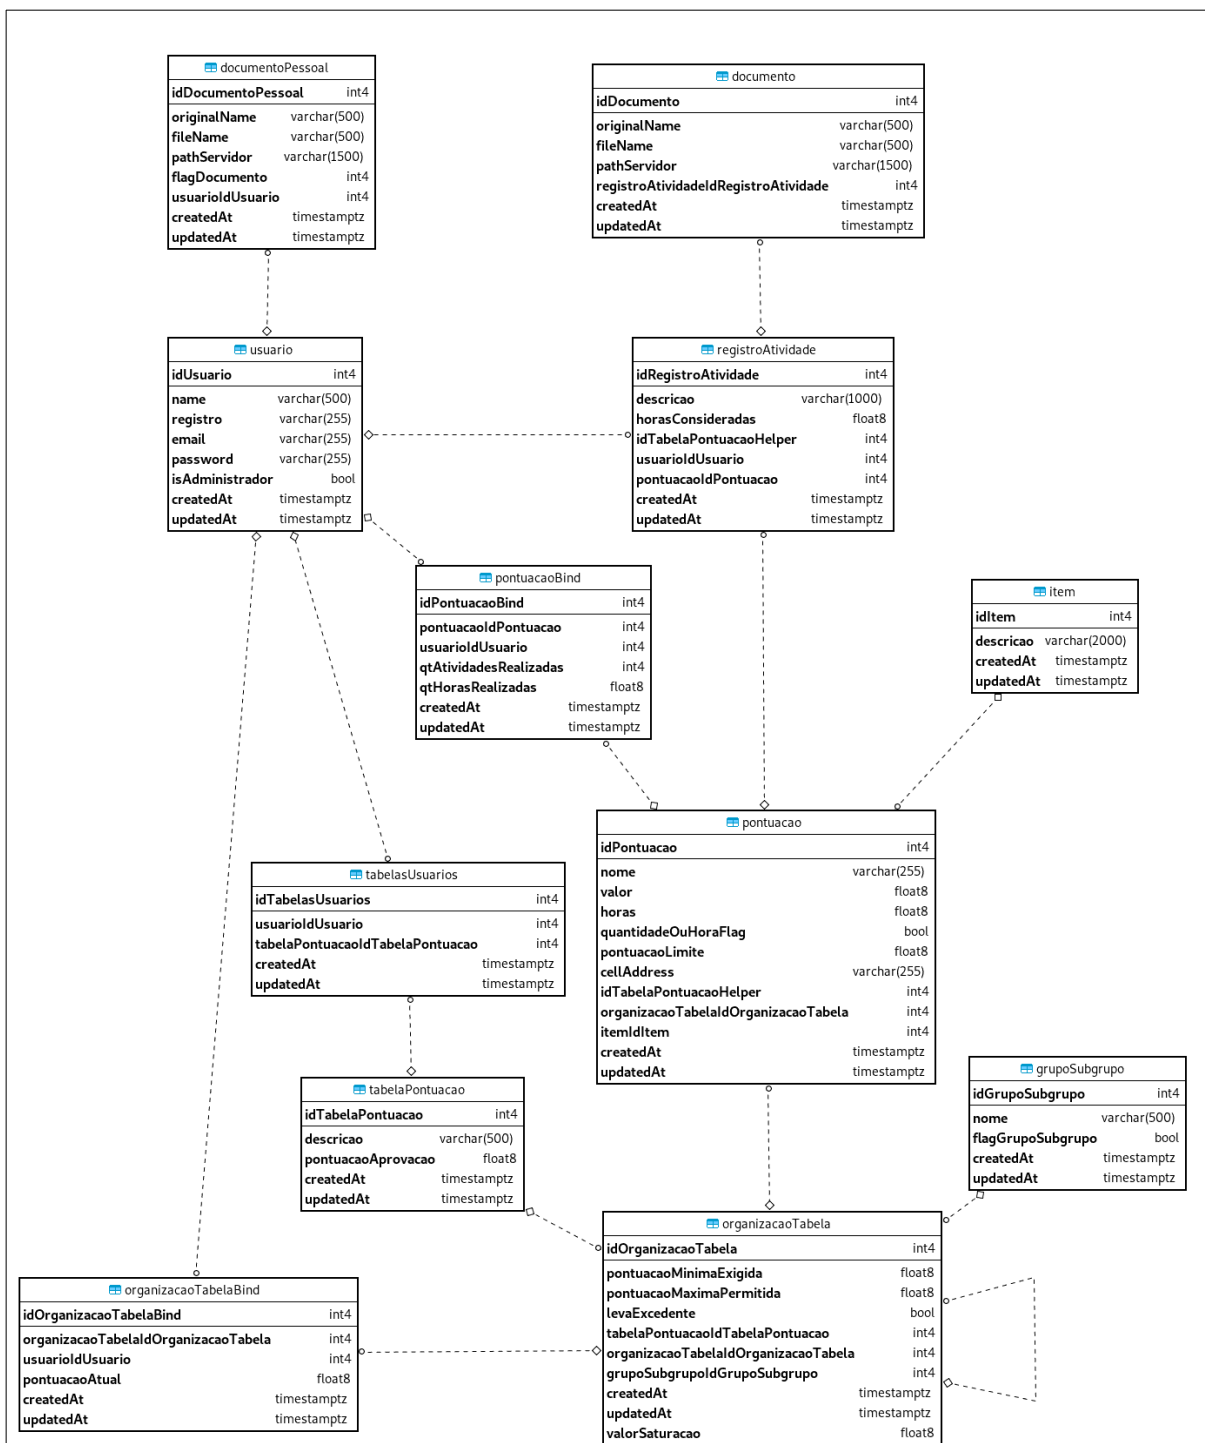 documentoPessoal
idDocumentoPessoal int4
originalName varchar(500)
fileName varchar(500)
pathServidor varchar(1500)
flagDocumento int4
usuarioIdUsuario int4
createdAt timestamptz
updatedAt timestamptz
documento
idDocumento int4
originalName varchar(500)
fileName varchar(500)
pathServidor varchar(1500)
registroAtividadeIdRegistroAtividade int4
createdAt timestamptz
updatedAt timestamptz
usuario
idUsuario int4
name varchar(500)
registro varchar(255)
email varchar(255)
password varchar(255)
isAdministrador bool
createdAt timestamptz
updatedAt timestamptz
registroAtividade
idRegistroAtividade int4
descricao varchar(1000)
horasConsideradas float8
idTabelaPontuacaoHelper int4
usuarioIdUsuario int4
pontuacaoIdPontuacao int4
createdAt timestamptz
updatedAt timestamptz
pontuacaoBind
idPontuacaoBind int4
pontuacaoIdPontuacao int4
usuarioIdUsuario int4
qtAtividadesRealizadas int4
qtHorasRealizadas float8
createdAt timestamptz
updatedAt timestamptz
item
idItem int4
descricao varchar(2000)
createdAt timestamptz
updatedAt timestamptz
pontuacao
idPontuacao int4
nome varchar(255)
valor float8
horas float8
quantidadeOuHoraFlag bool
pontuacaoLimite float8
cellAddress varchar(255)
idTabelaPontuacaoHelper int4
organizacaoTabelaIdOrganizacaoTabela int4
itemIdItem int4
createdAt timestamptz
updatedAt timestamptz
tabelasUsuarios
idTabelasUsuarios int4
usuarioIdUsuario int4
tabelaPontuacaoIdTabelaPontuacao int4
createdAt timestamptz
updatedAt timestamptz
tabelaPontuacao
idTabelaPontuacao int4
descricao varchar(500)
pontuacaoAprovacao float8
createdAt timestamptz
updatedAt timestamptz
grupoSubgrupo
idGrupoSubgrupo int4
nome varchar(500)
flagGrupoSubgrupo bool
createdAt timestamptz
updatedAt timestamptz
organizacaoTabela
idOrganizacaoTabela int4
pontuacaoMinimaExigida float8
pontuacaoMaximaPermitida float8
levaExcedente bool
tabelaPontuacaoIdTabelaPontuacao int4
organizacaoTabelaIdOrganizacaoTabela int4
grupoSubgrupoIdGrupoSubgrupo int4
createdAt timestamptz
updatedAt timestamptz
valorSaturacao float8
organizacaoTabelaBind
idOrganizacaoTabelaBind int4
organizacaoTabelaIdOrganizacaoTabela int4
usuarioIdUsuario int4
pontuacaoAtual float8
createdAt timestamptz
updatedAt timestamptz